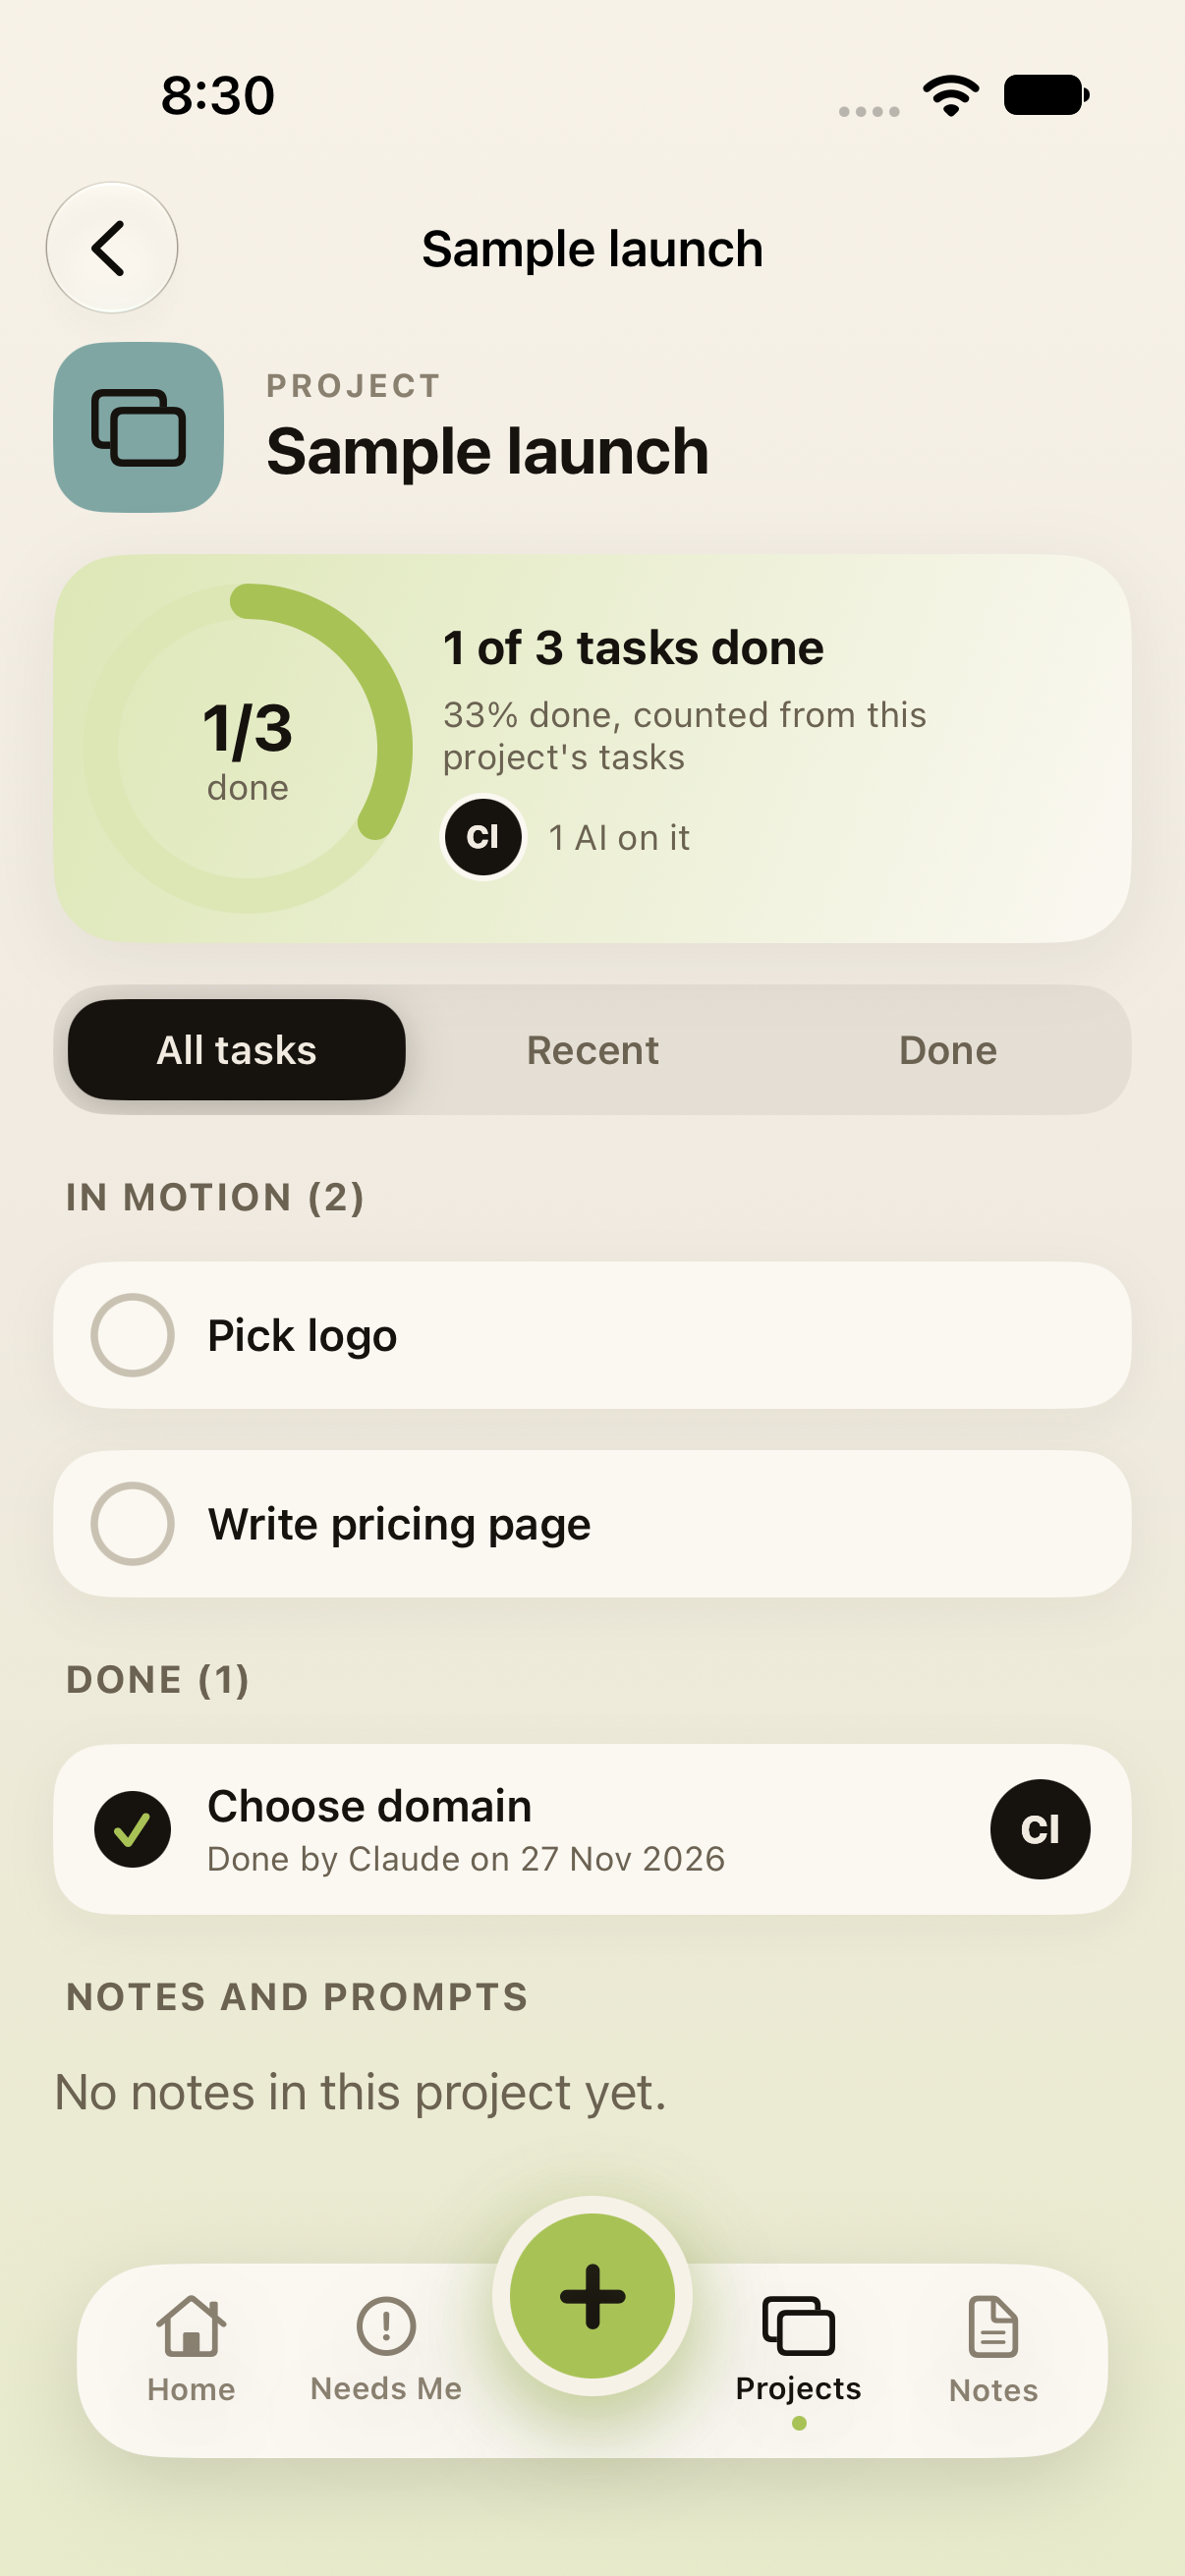 8:30
Sample launch
PROJECT
Sample launch
1/3
done
1 of 3 tasks done
33% done, counted from this
project's tasks
Cl
1 AI on it
All tasks
Recent
Done
IN MOTION (2)
Pick logo
Write pricing page
DONE (1)
Choose domain
Done by Claude on 27 Nov 2026
Cl
NOTES AND PROMPTS
No notes in this project yet.
Home
Needs Me
Projects
Notes